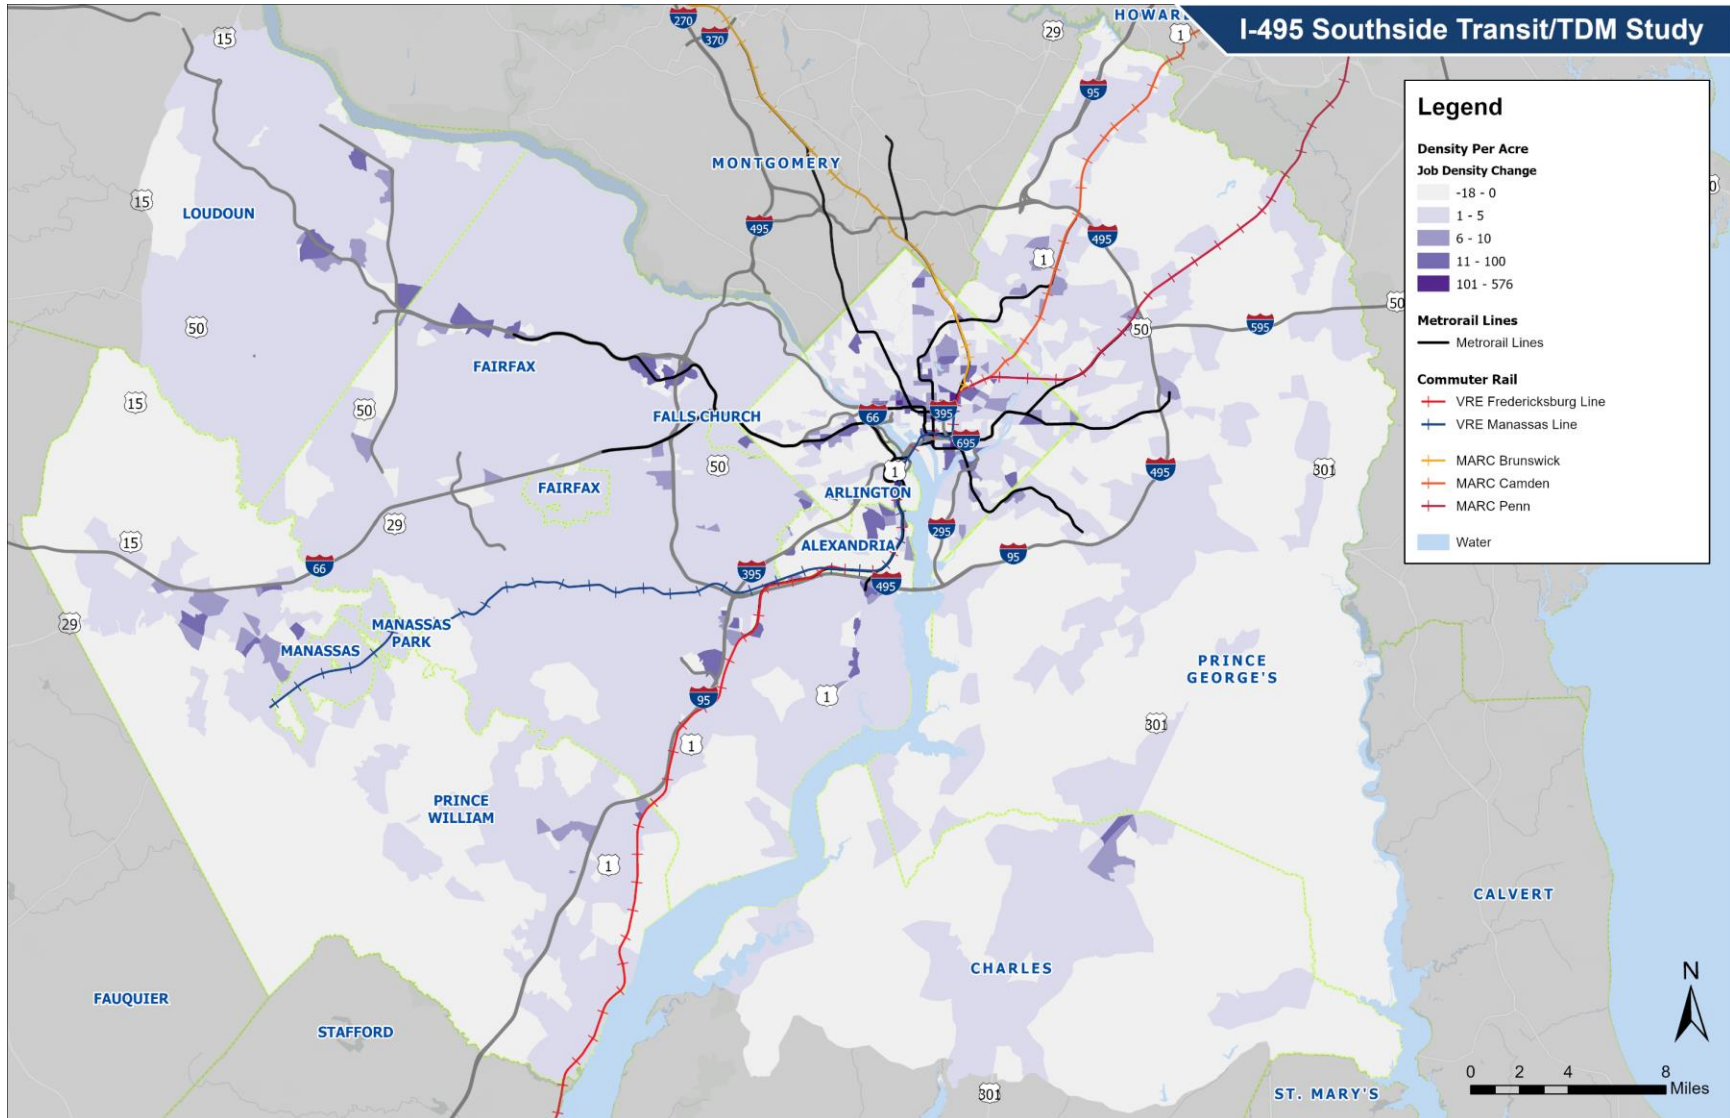 I-495 Southside Transit/TDM Study
Legend
Density Per Acre
Job Density Change
-18 - 0
1 - 5
6 - 10
11 - 100
101 - 576
Metrorail Lines
Metrorail Lines
Commuter Rail
VRE Fredericksburg Line
VRE Manassas Line
MARC Brunswick
MARC Camden
MARC Penn
Water
270
370
15
29
1
95
MONTGOMERY
15
LOUDOUN
495
495
1
50
50
50
595
FAIRFAX
15
50
FALLS CHURCH
66
395
695
50
1
495
301
FAIRFAX
ARLINGTON
29
295
15
ALEXANDRIA
95
66
395
495
29
MANASSAS
PARK
MANASSAS
PRINCE
GEORGE'S
95
1
301
1
PRINCE
WILLIAM
1
CALVERT
CHARLES
FAUQUIER
STAFFORD
301
ST. MARY'S
N
0 2 4 8
Miles